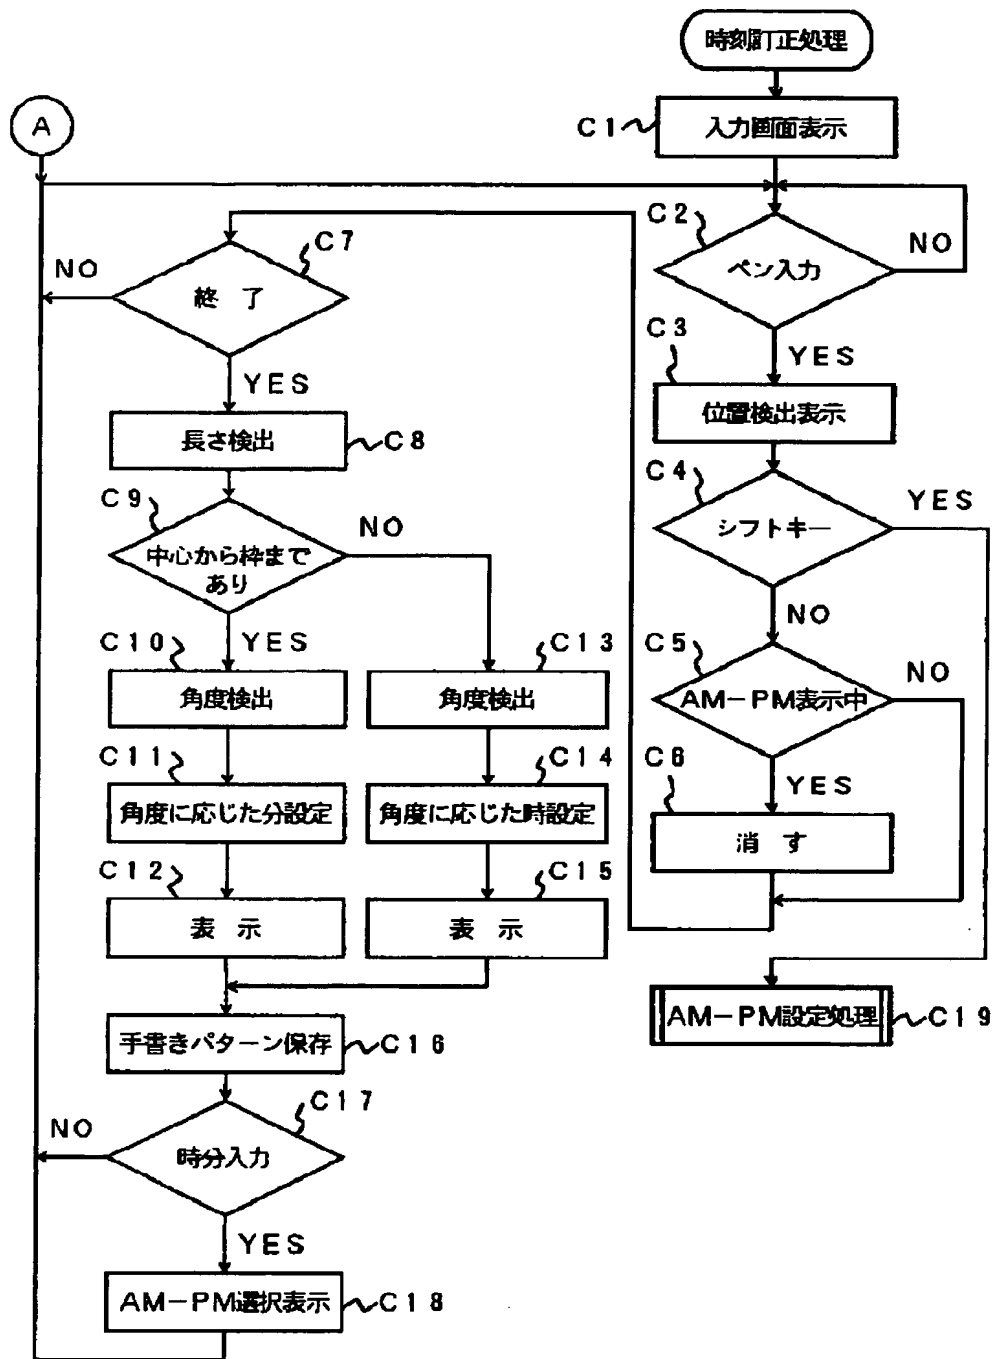 時刻訂正処理
A
C1
入力画面表示
C2
ペン入力
NO
YES
C3
位置検出表示
C4
シフトキー
YES
NO
C5
AM-PM表示中
NO
YES
C6
消す
AM-PM設定処理
C19
C7
終了
NO
YES
長さ検出
C8
C9
中心から枠まで
あり
NO
YES
C10
角度検出
C11
角度に応じた分設定
C12
表示
C13
角度検出
C14
角度に応じた時設定
C15
表示
手書きパターン保存
C16
C17
時分入力
NO
YES
AM-PM選択表示
C18